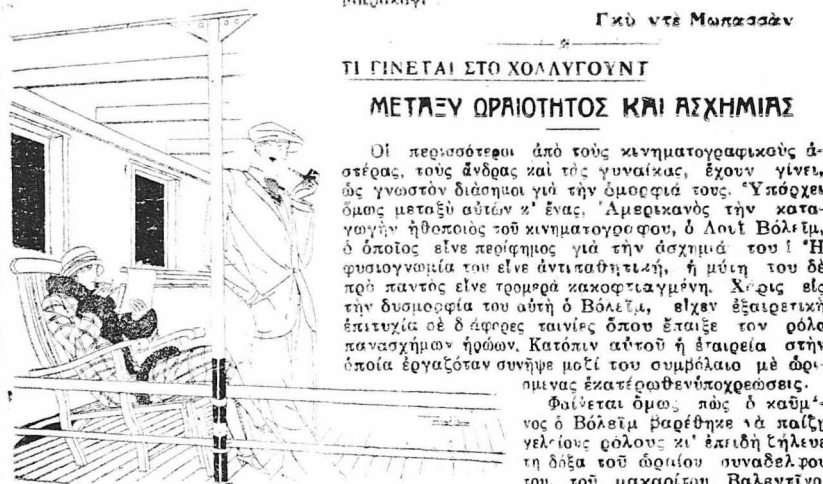 Γκὺ ντὲ Μωπασσὰν
ΤΙ ΓΙΝΕΤΑΙ ΣΤΟ ΧΟΛΛΥΓΟΥΝΤ
ΜΕΤΑΞΥ ΩΡΑΙΟΤΗΤΟΣ ΚΑΙ ΑΣΧΗΜΙΑΣ
Οἱ περισσότεροι ἀπὸ τοὺς κινηματογραφικοὺς ἀ-
στέρας, τοὺς ἄνδρας καὶ τὰς γυναίκας, ἔχουν γίνει,
ὡς γνωστὸν διάσημοι γιὰ τὴν ὀμορφιά τους. Ὑπάρχει
ὅμως μεταξὺ αὐτῶν κ' ἕνας, Ἀμερικανὸς τὴν κατα-
γωγὴν ἠθοποιὸς τοῦ κινηματογράφου, ὁ Λουῒ Βόλεϊμ,
ὁ ὁποῖος εἶνε περίφημος γιὰ τὴν ἀσχημιά του! Ἡ
φυσιογνωμία του εἶνε ἀντιπαθητική, ἡ μύτη του δὲ
πρὸ παντὸς εἶνε τρομερὰ κακοφτιαγμένη. Χάρις εἰς
τὴν δυσμορφία του αὐτὴ ὁ Βόλεϊμ, εἶχεν ἐξαιρετικὴ
ἐπιτυχία σὲ διάφορες ταινίες ὅπου ἔπαιξε τὸν ρόλο
πανασχήμων ἡρώων. Κατόπιν αὐτοῦ ἡ ἑταιρεία στὴν
ὁποία ἐργαζόταν συνῆψε μαζί του συμβόλαιο μὲ ὡρι-
σμένας ἑκατέρωθεν ὑποχρεώσεις.
Φαίνεται ὅμως πὼς ὁ καϋμέ-
νος ὁ Βόλεϊμ βαρέθηκε νὰ παίζῃ
γελοίους ρόλους κι' ἐπειδὴ ζήλευε
τὴ δόξα τοῦ ὡραίου συναδέλφου
του, τοῦ μακαρίτου Βαλεντῖνο